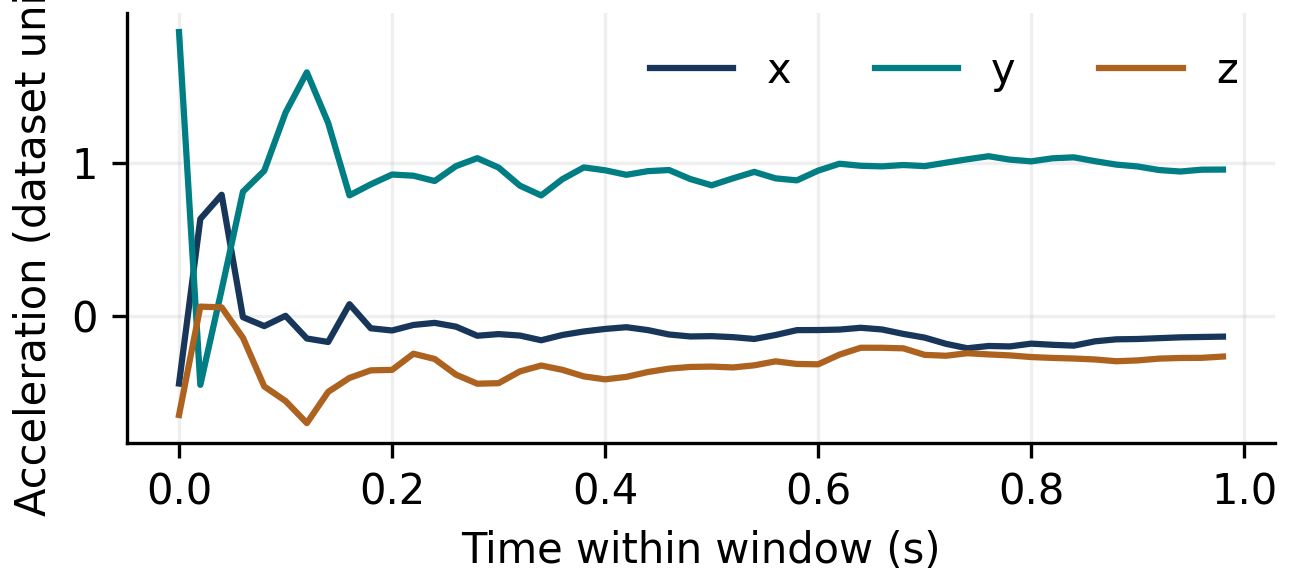 x y z
1
0
Acceleration (dataset
0.0 0.2 0.4 0.6 0.8 1.0
Time within window (s)